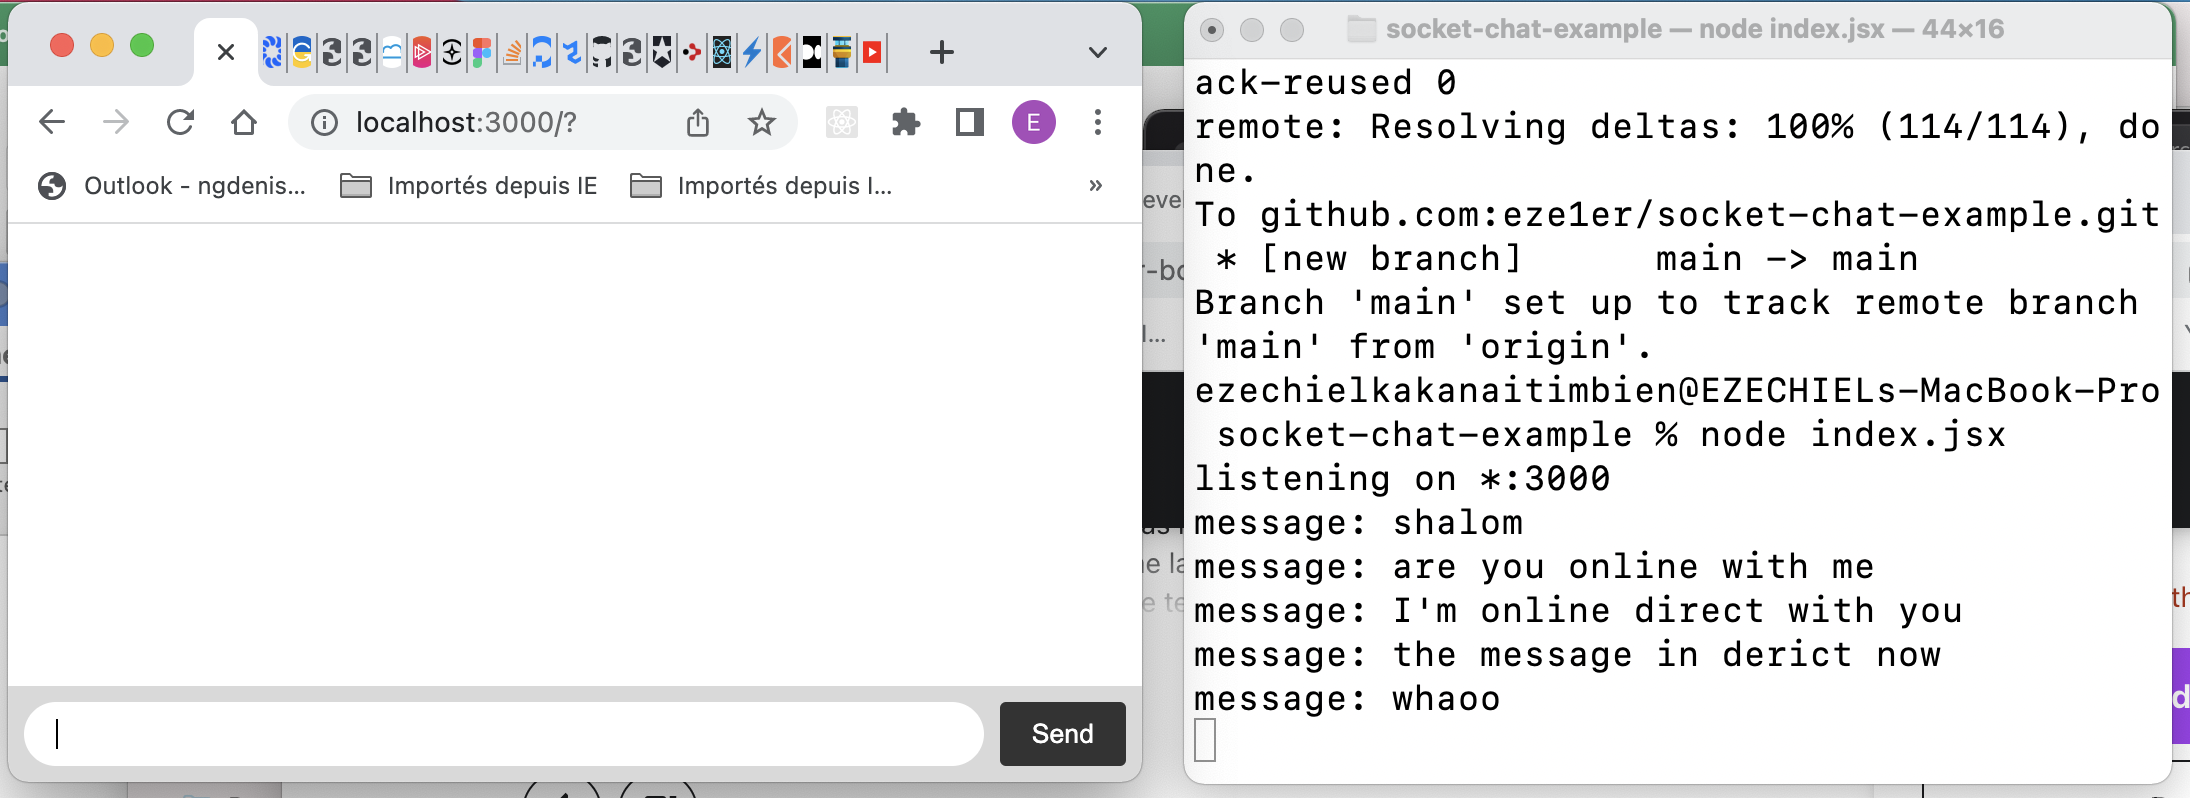 localhost:3000/?
E
Outlook - ngdenis...
Importés depuis IE
Importés depuis I...
»
Send
socket-chat-example — node index.jsx — 44×16
ack-reused 0
remote: Resolving deltas: 100% (114/114), do
ne.
To github.com:eze1er/socket-chat-example.git
 * [new branch]      main -> main
Branch 'main' set up to track remote branch
'main' from 'origin'.
ezechielkakanaitimbien@EZECHIELs-MacBook-Pro
 socket-chat-example % node index.jsx
listening on *:3000
message: shalom
message: are you online with me
message: I'm online direct with you
message: the message in derict now
message: whaoo